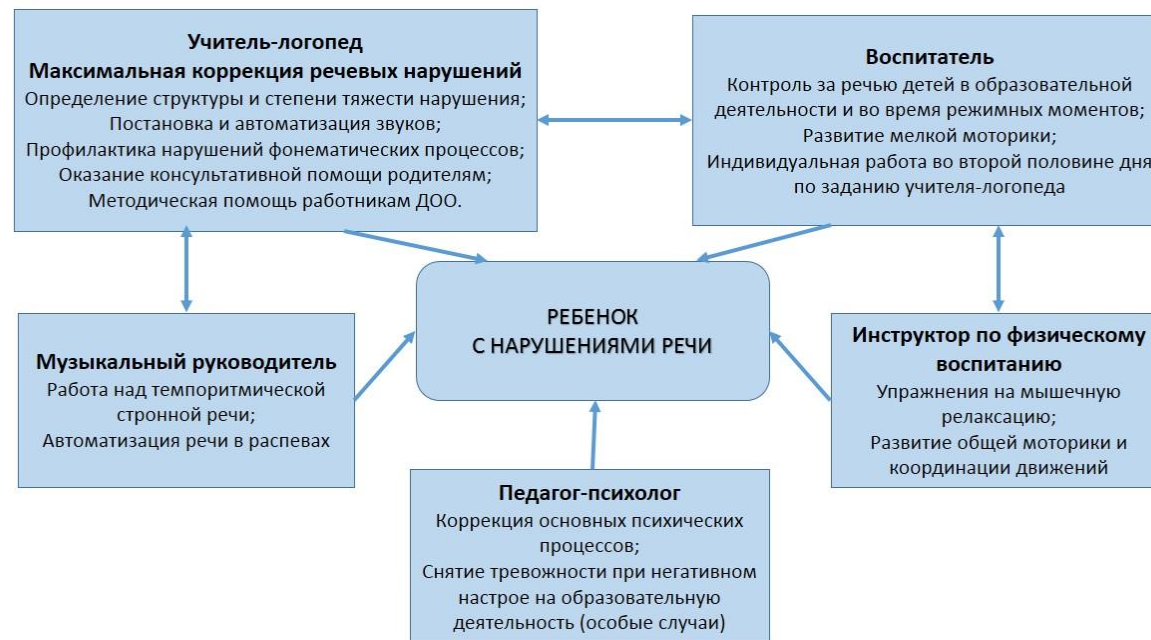 Учитель-логопед
Максимальная коррекция речевых нарушений
Определение структуры и степени тяжести нарушения;
Постановка и автоматизация звуков;
Профилактика нарушений фонематических процессов;
Оказание консультативной помощи родителям;
Методическая помощь работникам ДОО.
Воспитатель
Контроль за речью детей в образовательной
деятельности и во время режимных моментов;
Развитие мелкой моторики;
Индивидуальная работа во второй половине дня
по заданию учителя-логопеда
РЕБЕНОК
С НАРУШЕНИЯМИ РЕЧИ
Музыкальный руководитель
Работа над темпоритмической
стронной речи;
Автоматизация речи в распевах
Инструктор по физическому
воспитанию
Упражнения на мышечную
релаксацию;
Развитие общей моторики и
координации движений
Педагог-психолог
Коррекция основных психических
процессов;
Снятие тревожности при негативном
настрое на образовательную
деятельность (особые случаи)